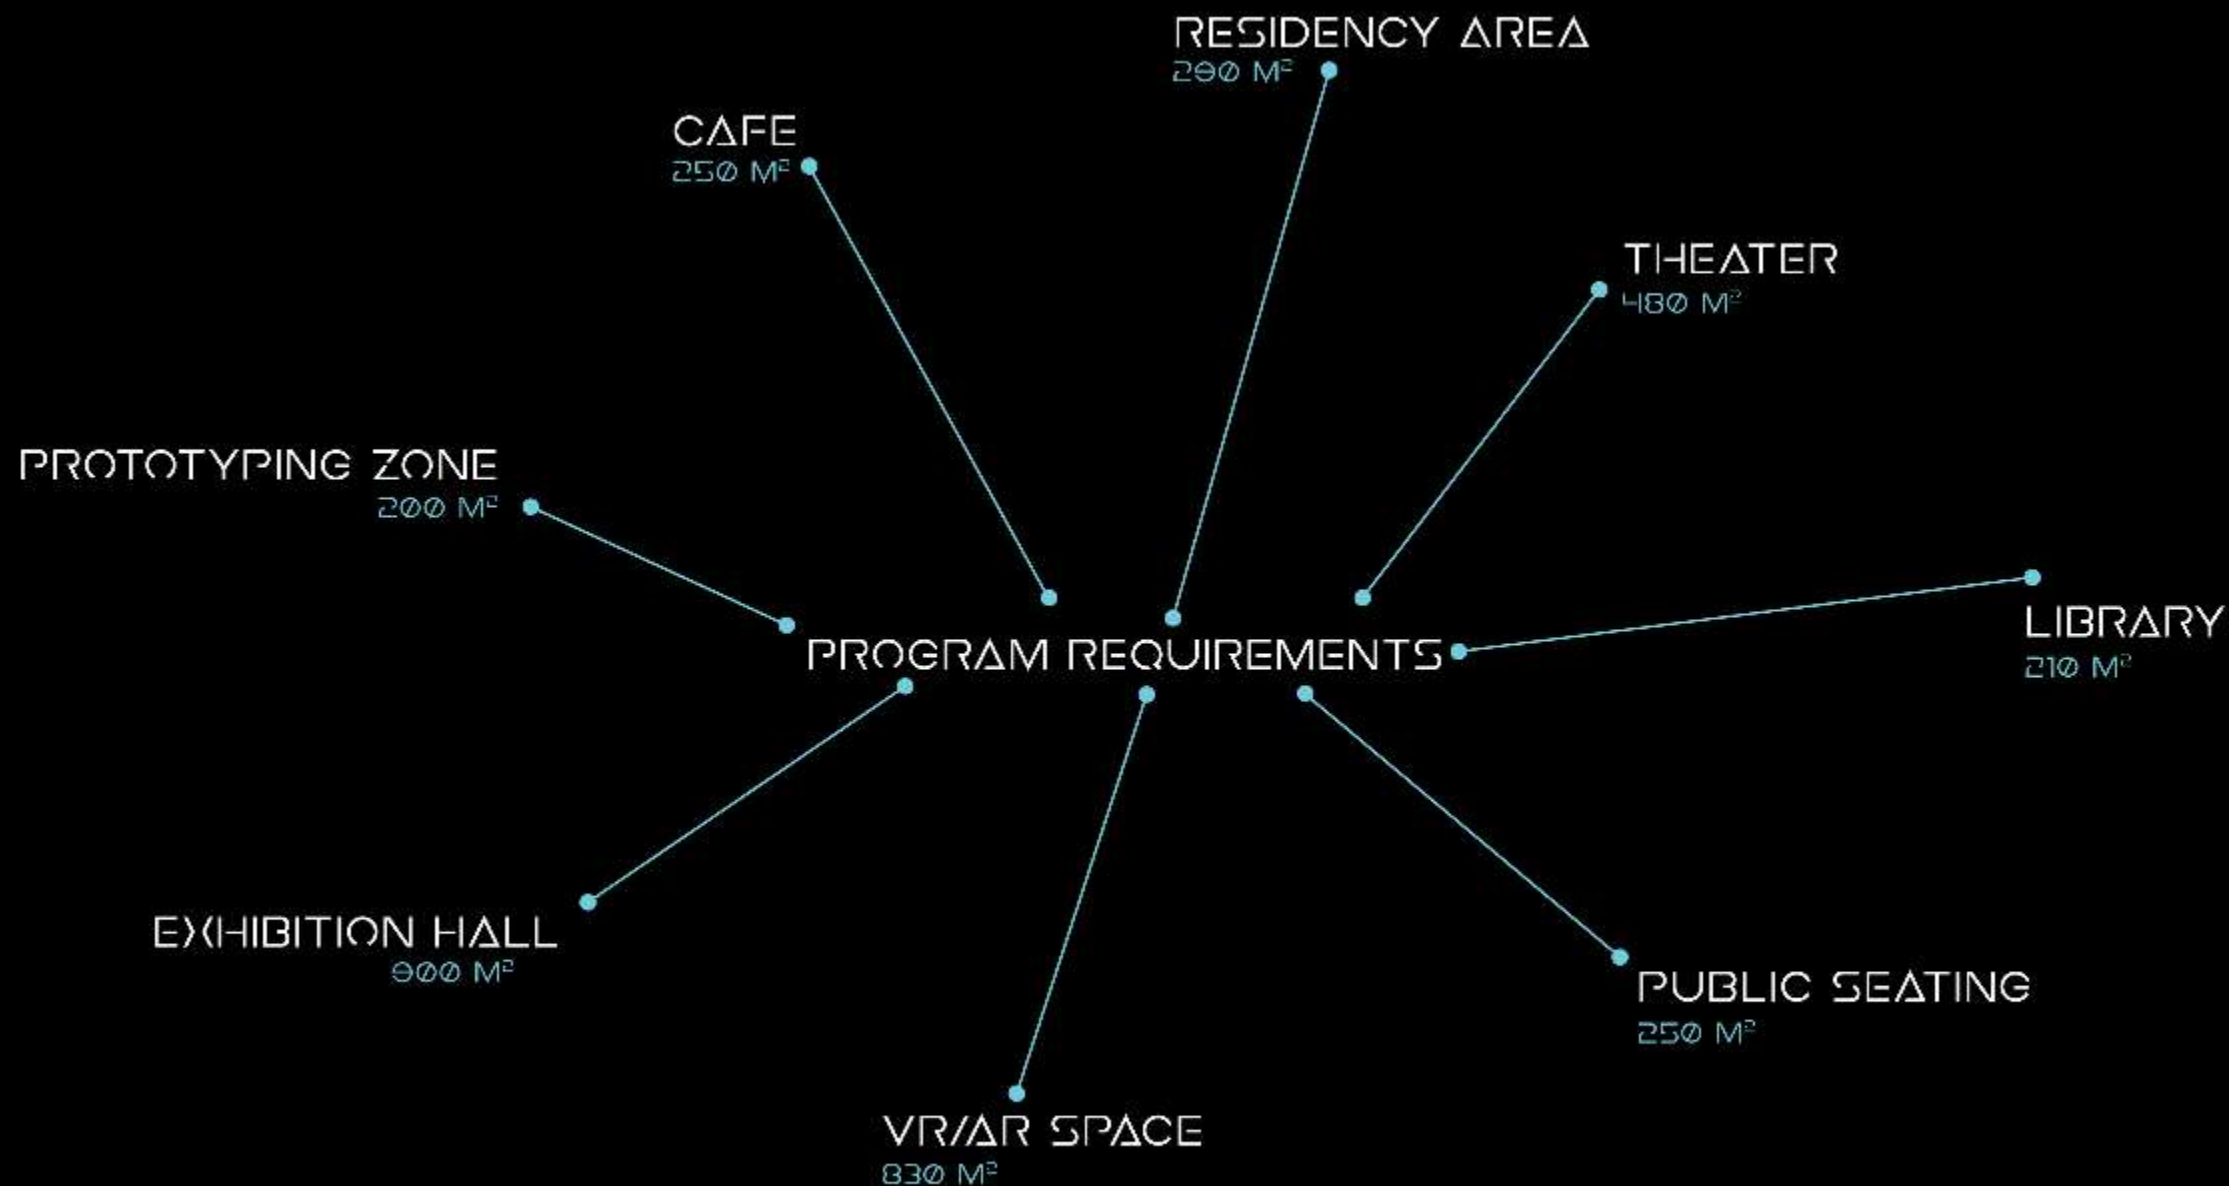 RESIDENCY AREA
290 M²
CAFE
250 M²
THEATER
480 M²
PROTOTYPING ZONE
200 M²
LIBRARY
210 M²
PROGRAM REQUIREMENTS
EXHIBITION HALL
900 M²
PUBLIC SEATING
250 M²
VR/AR SPACE
830 M²